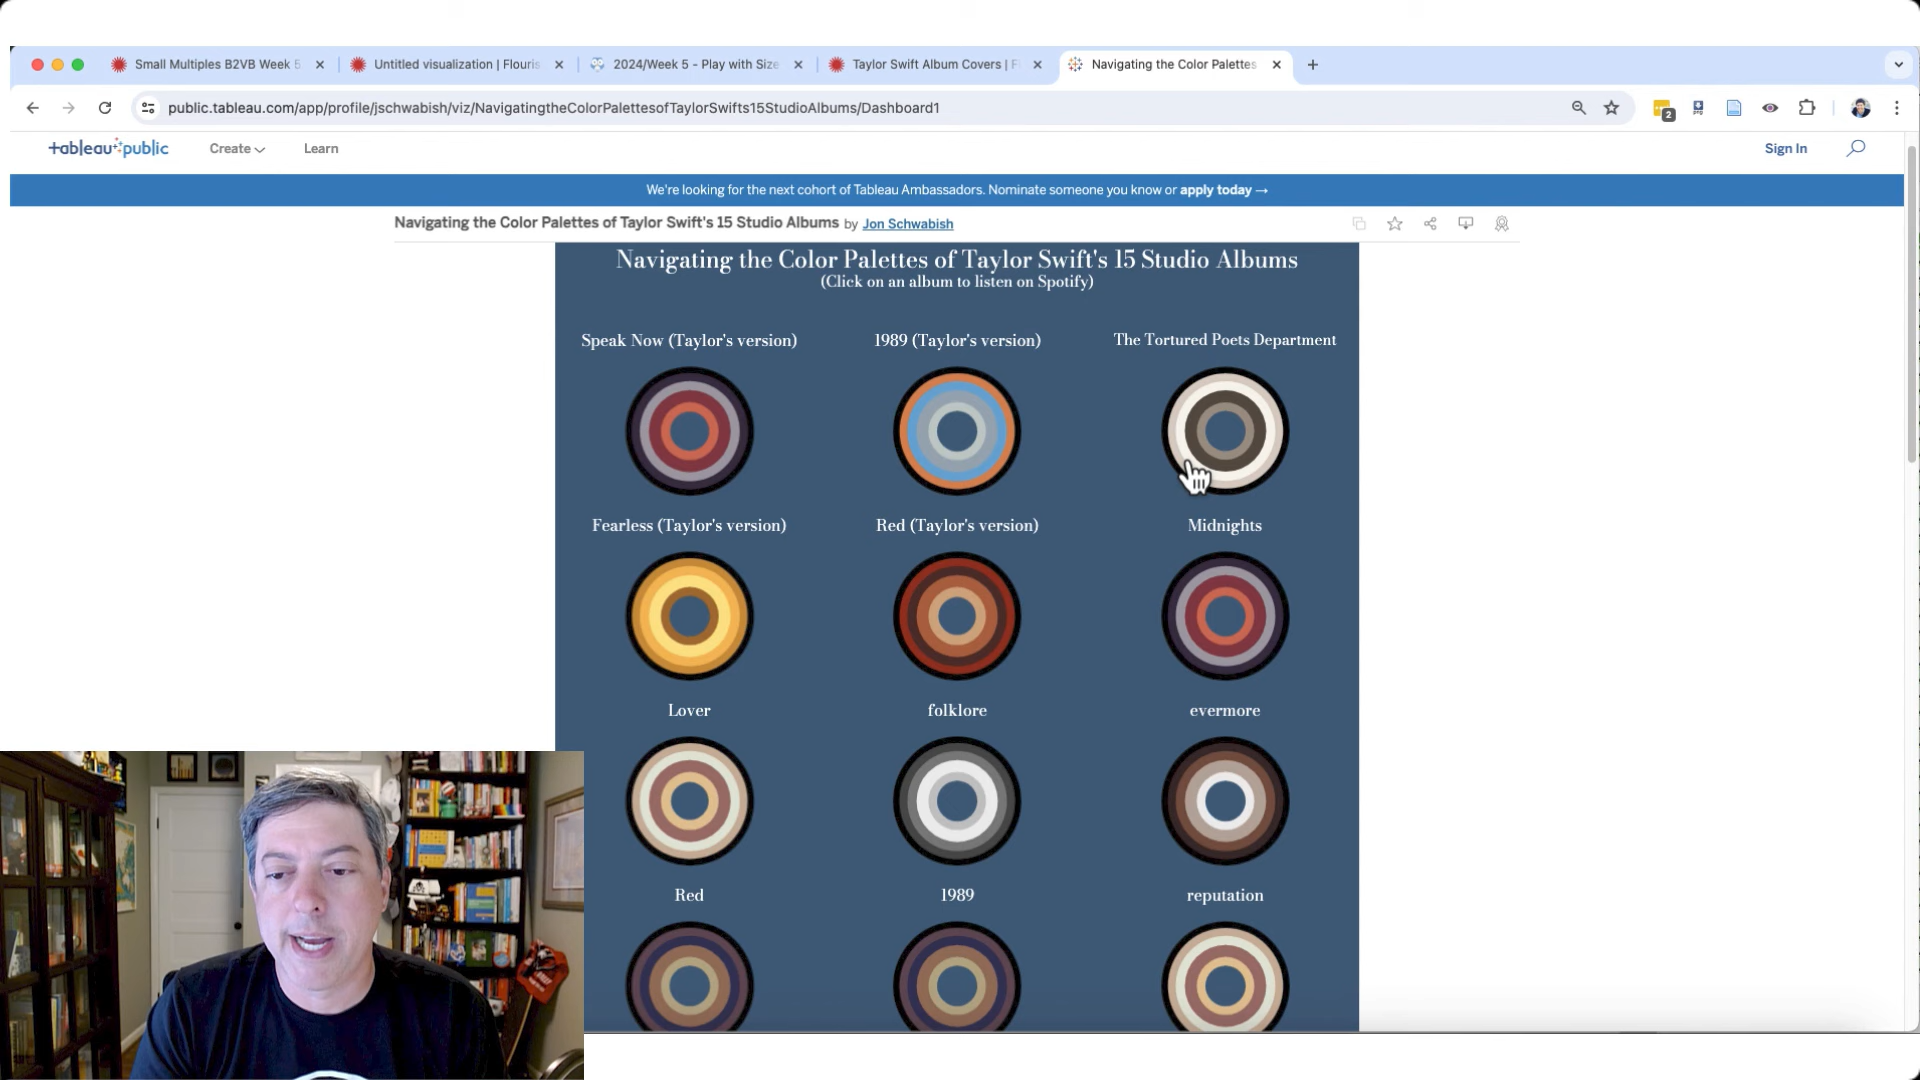 Small Multiples B2VB Week 5
Untitled visualization | Flouris
2024/Week 5 - Play with Size
Taylor Swift Album Covers | F
Navigating the Color Palettes
public.tableau.com/app/profile/jschwabish/viz/NavigatingtheColorPalettesofTaylorSwifts15StudioAlbums/Dashboard1
2
+ableau public
Create
Learn
Sign In
We're looking for the next cohort of Tableau Ambassadors. Nominate someone you know or apply today →
Navigating the Color Palettes of Taylor Swift's 15 Studio Albums by Jon Schwabish
Navigating the Color Palettes of Taylor Swift's 15 Studio Albums
(Click on an album to listen on Spotify)
Speak Now (Taylor's version)
1989 (Taylor's version)
The Tortured Poets Department
Fearless (Taylor's version)
Red (Taylor's version)
Midnights
Lover
folklore
evermore
Red
1989
reputation